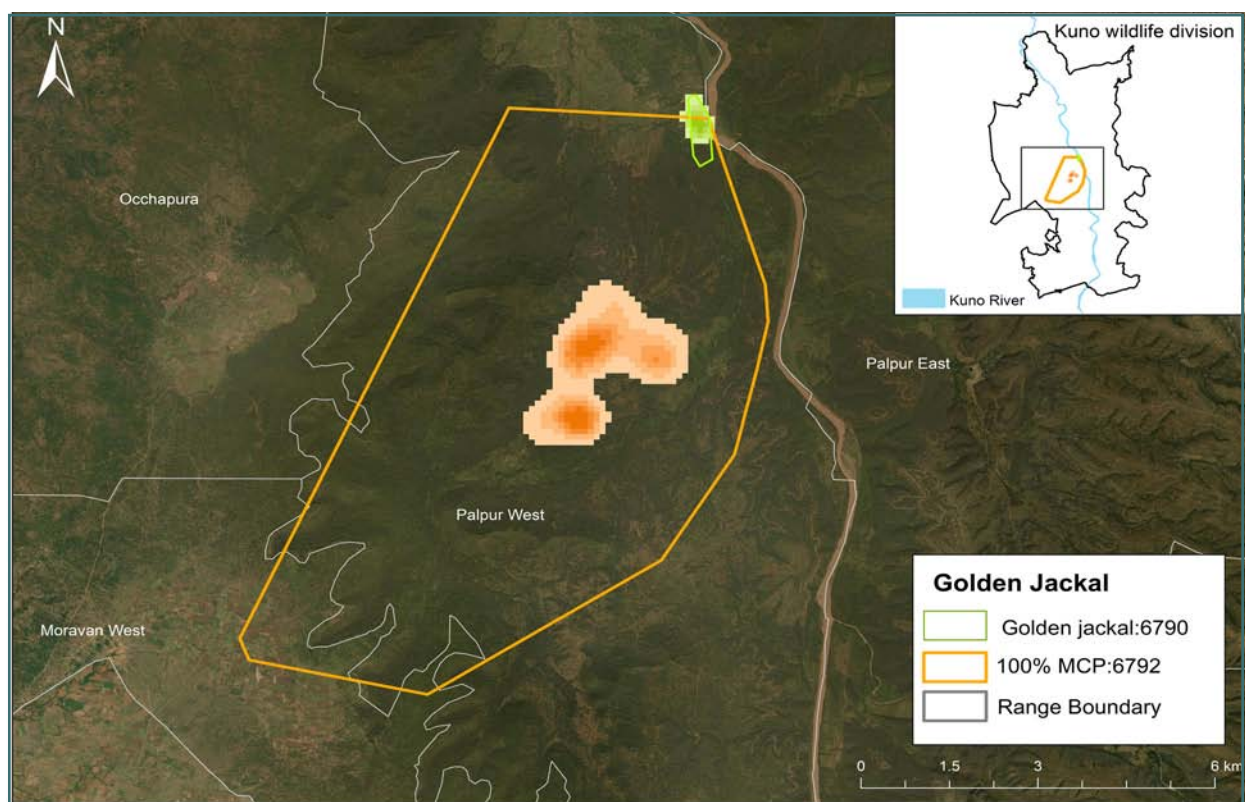 N
Kuno wildlife division
Kuno River
Occhapura
Palpur East
Palpur West
Moravan West
Golden Jackal
Golden jackal:6790
100% MCP:6792
Range Boundary
0 1.5 3 6 km